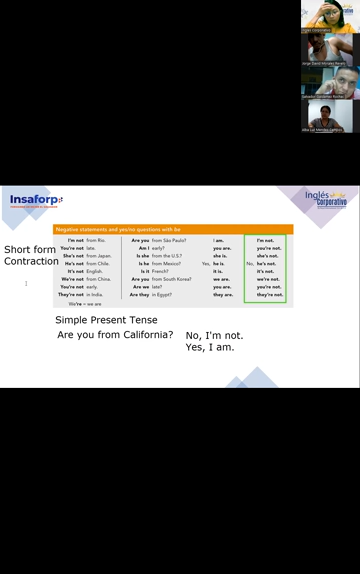 Insaforp
Inglés
Corporativo
Negative statements and yes/no questions with be
I'm not from Rio. Are you from São Paulo? I am. I'm not.
You're not late. Am I early? you are. you're not.
She's not from Japan. Is she from the U.S.? she is. she's not.
He's not from Chile. Is he from Mexico? Yes, he is. No, he's not.
It's not English. Is it French? it is. it's not.
We're not from China. Are you from South Korea? we are. we're not.
You're not early. Are we late? you are. you're not.
They're not in India. Are they in Egypt? they are. they're not.
We're = we are
Short form
Contraction
Simple Present Tense
Are you from California?
No, I'm not.
Yes, I am.